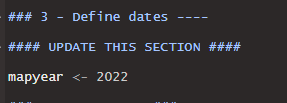 ### 3 - Define dates ----
#### UPDATE THIS SECTION ####
mapyear <- 2022